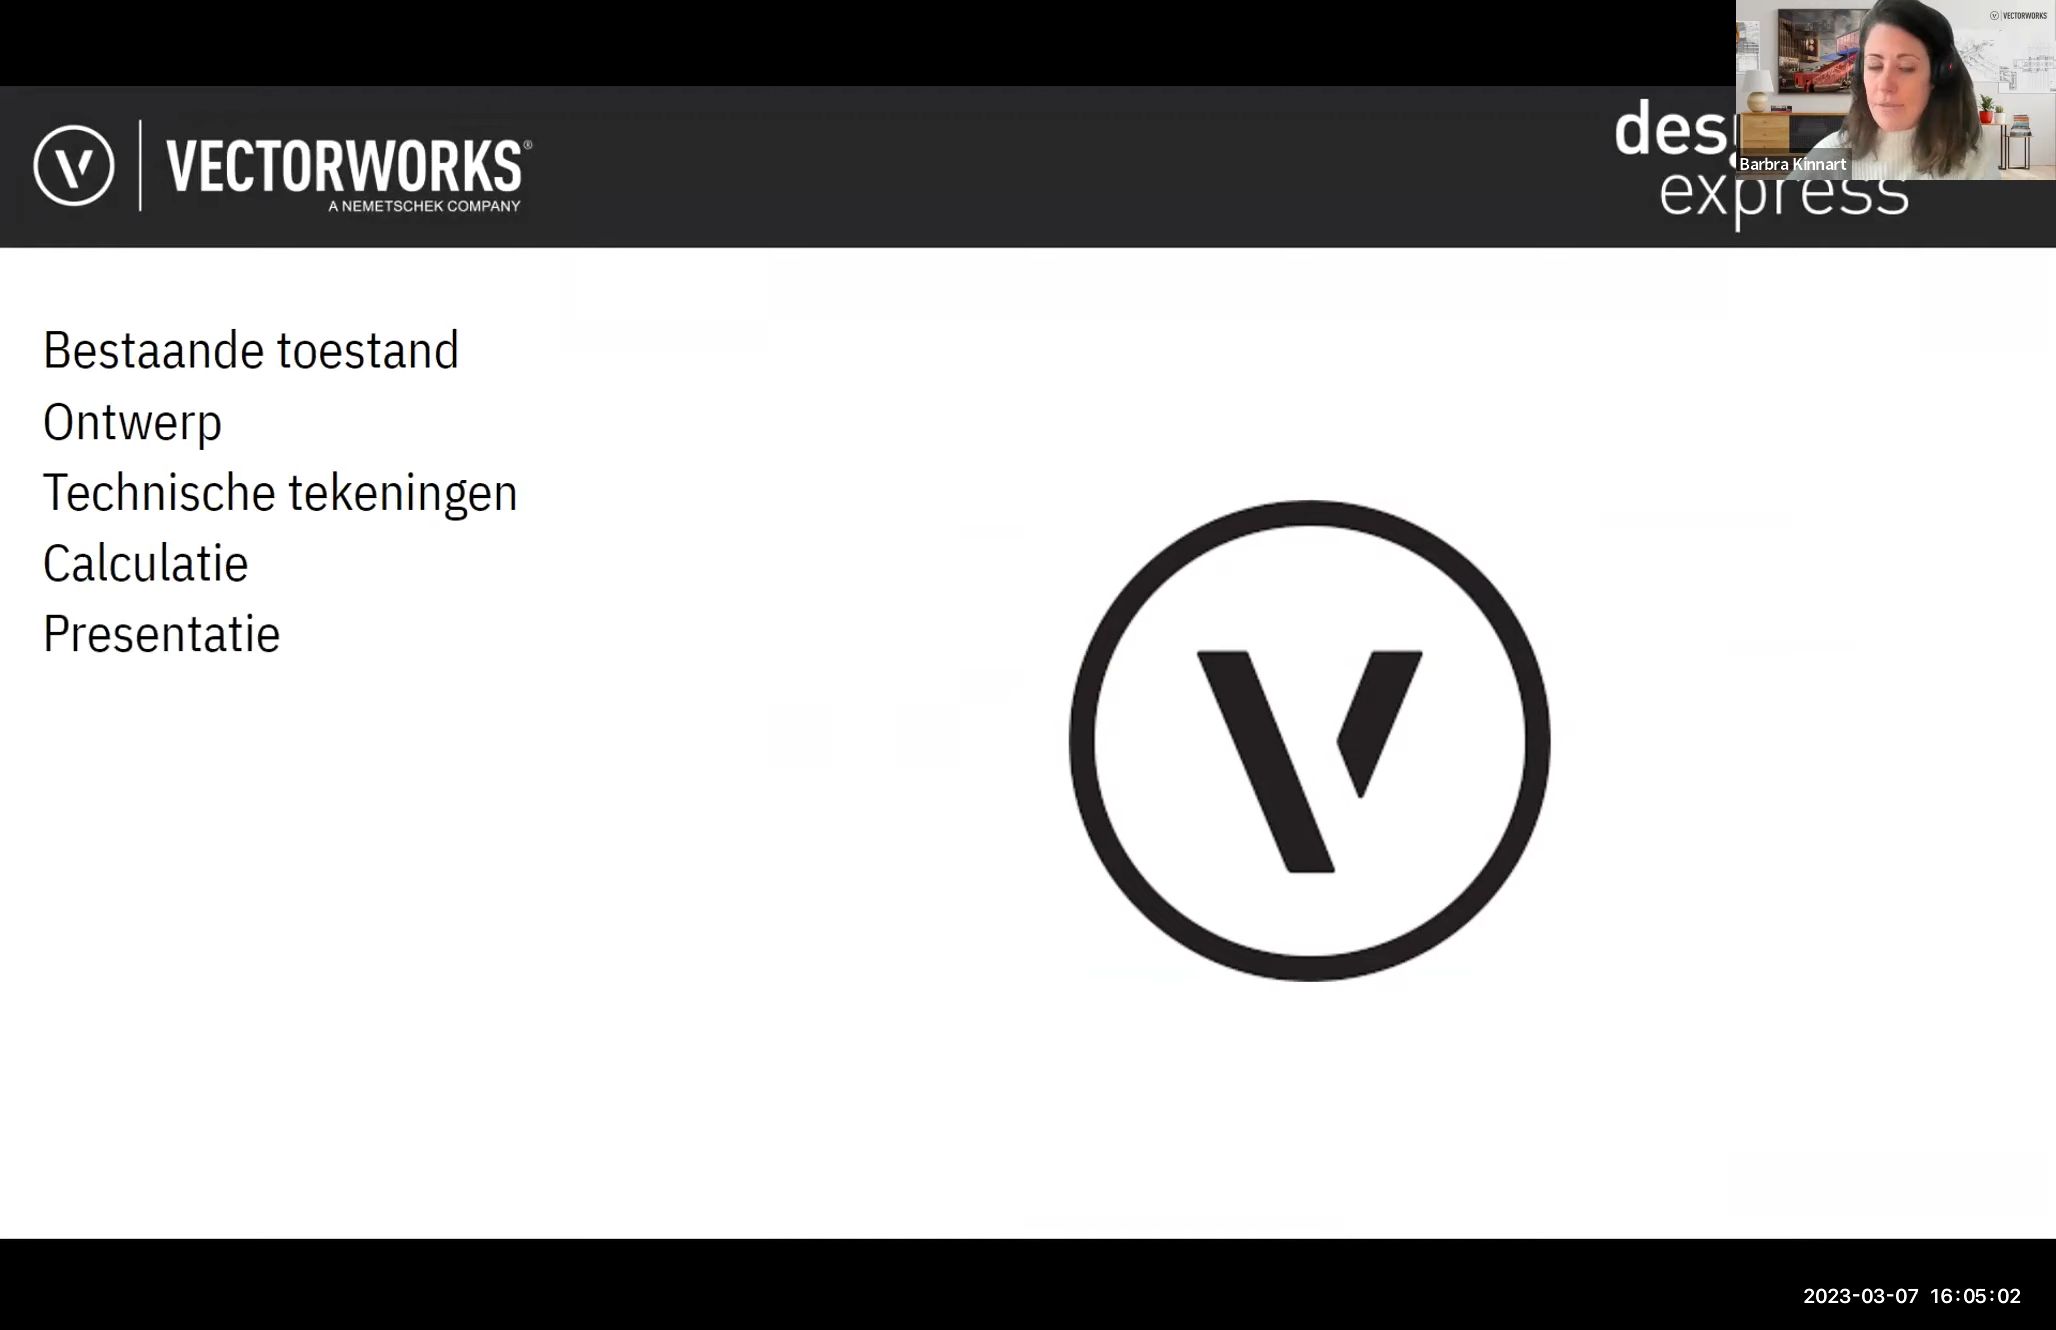 VECTORWORKS
Barbra Kinnart
VECTORWORKS®
A NEMETSCHEK COMPANY
express
Bestaande toestand
Ontwerp
Technische tekeningen
Calculatie
Presentatie
2023-03-07 16:05:02